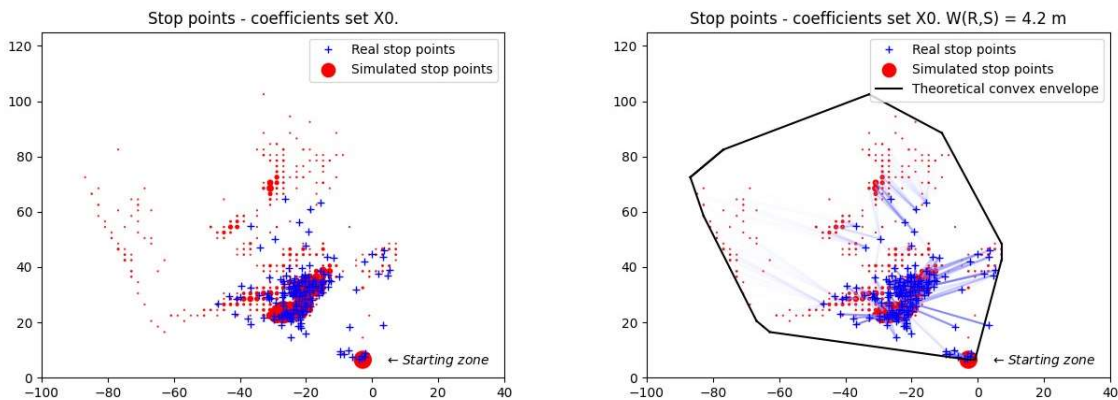 Stop points - coefficients set X0.
Real stop points
Simulated stop points
← Starting zone
120
100
80
60
40
20
0
−100 −80 −60 −40 −20 0 20 40
Stop points - coefficients set X0. W(R,S) = 4.2 m
Real stop points
Simulated stop points
Theoretical convex envelope
← Starting zone
120
100
80
60
40
20
0
−100 −80 −60 −40 −20 0 20 40